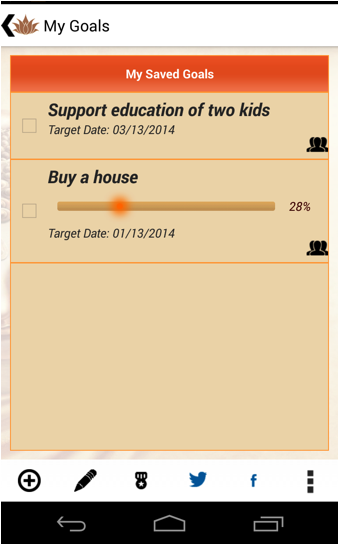 My Goals
My Saved Goals
Support education of two kids
Target Date: 03/13/2014
Buy a house
28%
Target Date: 01/13/2014